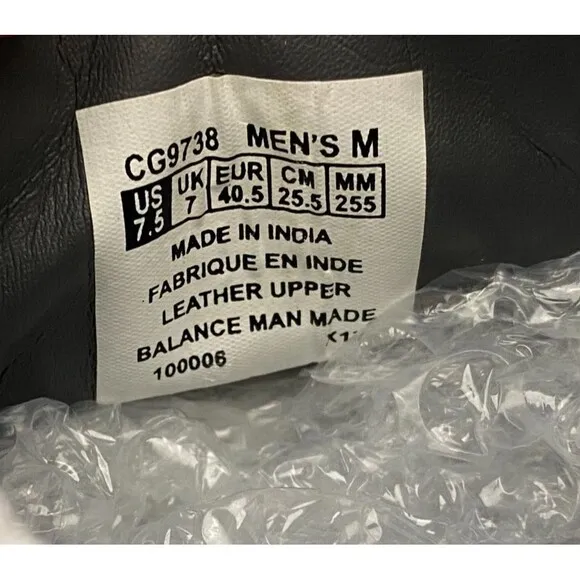 CG9738 MEN'S M
US UK EUR CM MM
7.5 7 40.5 25.5 255
MADE IN INDIA
FABRIQUE EN INDE
LEATHER UPPER
BALANCE MAN MADE
100006